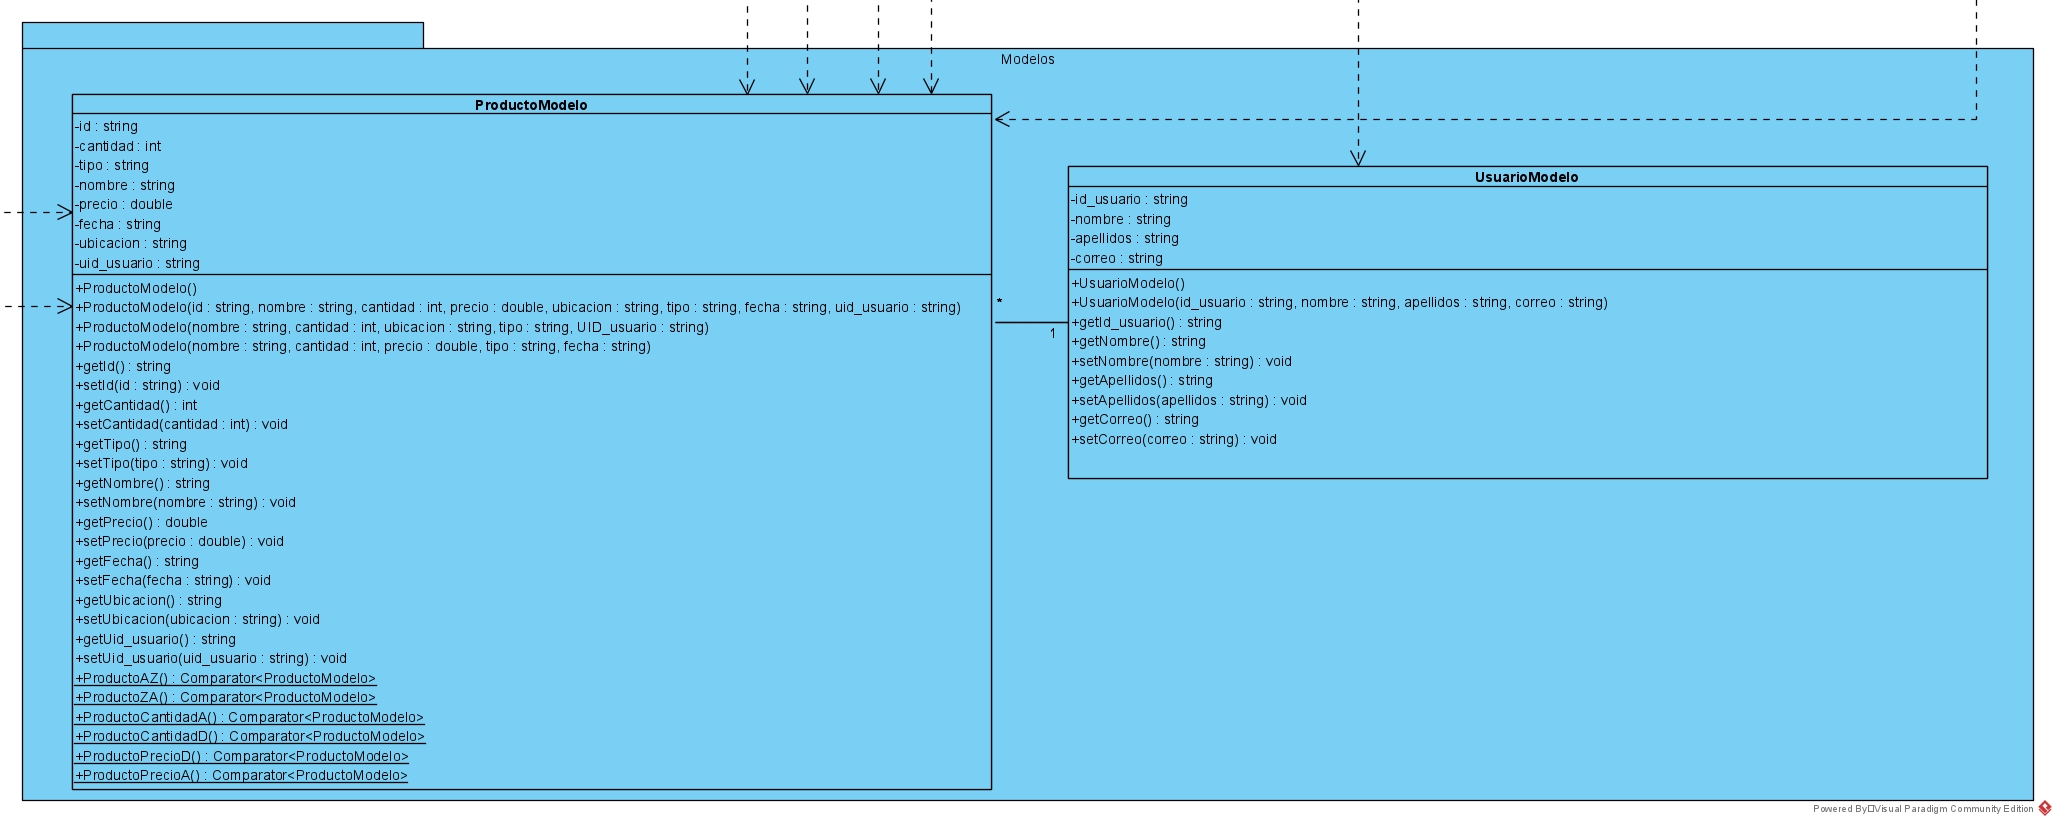 Modelos
ProductoModelo
-id : string
-cantidad : int
-tipo : string
-nombre : string
-precio : double
-fecha : string
-ubicacion : string
-uid_usuario : string
+ProductoModelo()
+ProductoModelo(id : string, nombre : string, cantidad : int, precio : double, ubicacion : string, tipo : string, fecha : string, uid_usuario : string)
+ProductoModelo(nombre : string, cantidad : int, ubicacion : string, tipo : string, UID_usuario : string)
+ProductoModelo(nombre : string, cantidad : int, precio : double, tipo : string, fecha : string)
+getId() : string
+setId(id : string) : void
+getCantidad() : int
+setCantidad(cantidad : int) : void
+getTipo() : string
+setTipo(tipo : string) : void
+getNombre() : string
+setNombre(nombre : string) : void
+getPrecio() : double
+setPrecio(precio : double) : void
+getFecha() : string
+setFecha(fecha : string) : void
+getUbicacion() : string
+setUbicacion(ubicacion : string) : void
+getUid_usuario() : string
+setUid_usuario(uid_usuario : string) : void
+ProductoAZ() : Comparator<ProductoModelo>
+ProductoZA() : Comparator<ProductoModelo>
+ProductoCantidadA() : Comparator<ProductoModelo>
+ProductoCantidadD() : Comparator<ProductoModelo>
+ProductoPrecioD() : Comparator<ProductoModelo>
+ProductoPrecioA() : Comparator<ProductoModelo>
*
1
UsuarioModelo
-id_usuario : string
-nombre : string
-apellidos : string
-correo : string
+UsuarioModelo()
+UsuarioModelo(id_usuario : string, nombre : string, apellidos : string, correo : string)
+getId_usuario() : string
+getNombre() : string
+setNombre(nombre : string) : void
+getApellidos() : string
+setApellidos(apellidos : string) : void
+getCorreo() : string
+setCorreo(correo : string) : void
Powered By Visual Paradigm Community Edition